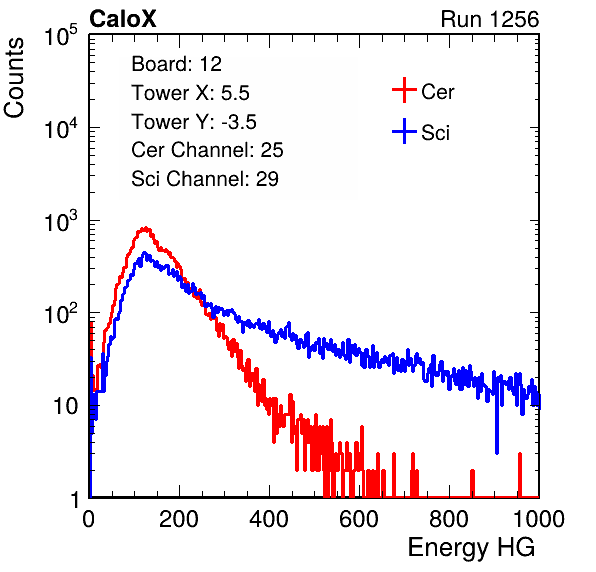 CaloX Run 1256
Counts
Board: 12
Tower X: 5.5
Tower Y: -3.5
Cer Channel: 25
Sci Channel: 29
Cer
Sci
10^5
10^4
10^3
10^2
10
1
0 200 400 600 800 1000
Energy HG